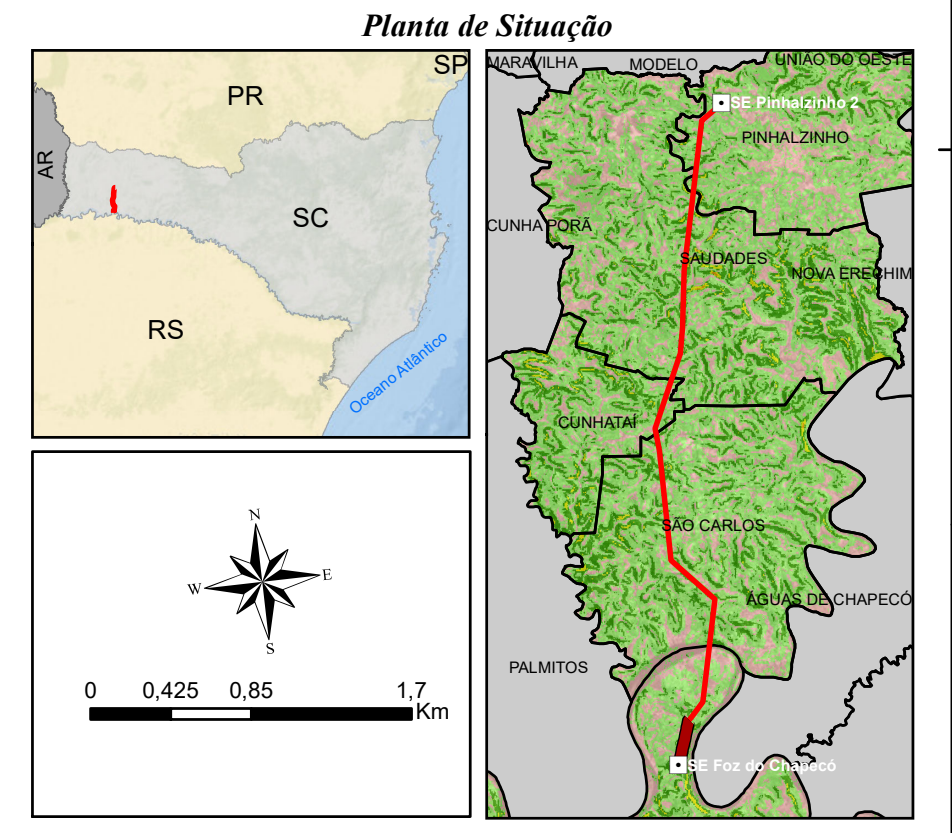 Planta de Situação
SP
PR
AR
SC
RS
Oceano Atlântico
MARAVILHA
MODELO
UNIÃO DO OESTE
SE Pinhalzinho 2
PINHALZINHO
CUNHA PORÃ
SAUDADES
NOVA ERECHIM
CUNHATAÍ
SÃO CARLOS
ÁGUAS DE CHAPECÓ
PALMITOS
SE Foz do Chapecó
N
W
E
S
0 0,425 0,85 1,7
Km